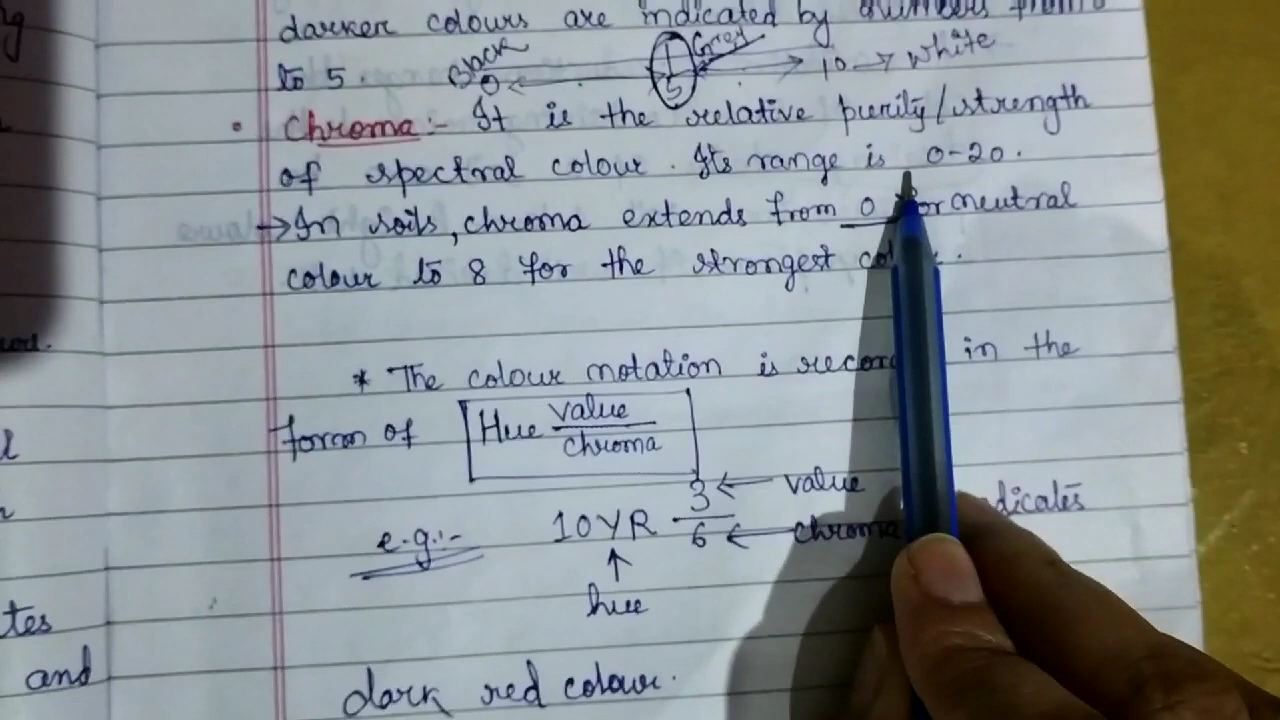 darker colours are indicated by numbers from
to 5. Black 0 ← 1 5 Grey → 10 → white
• Chroma:- It is the relative purity/strength
of spectral colour. Its range is 0-20.
→ In soils, chroma extends from 0 for neutral
colour to 8 for the strongest
* The colour notation is in the
form of Hue value/chroma
3 ← value
e.g:- 10YR 6 ← chroma
↑
hue
tes
and dark red colour.